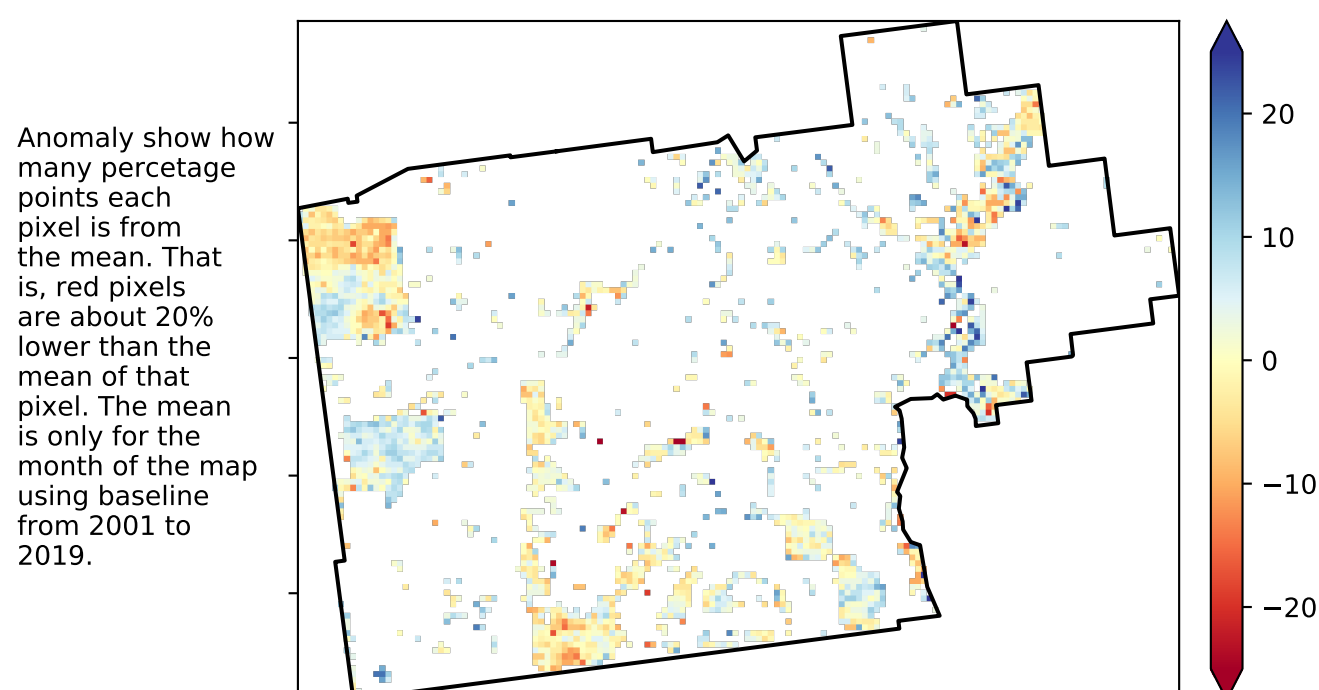 Anomaly show how
many percetage
points each
pixel is from
the mean. That
is, red pixels
are about 20%
lower than the
mean of that
pixel. The mean
is only for the
month of the map
using baseline
from 2001 to
2019.
20
10
0
−10
−20